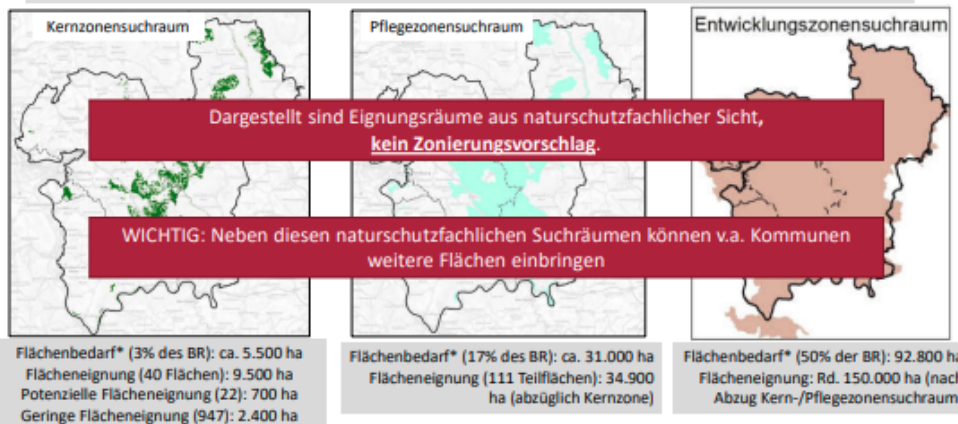 Kernzonensuchraum
Pflegezonensuchraum
Entwicklungszonensuchraum
Dargestellt sind Eignungsräume aus naturschutzfachlicher Sicht,
kein Zonierungsvorschlag.
WICHTIG: Neben diesen naturschutzfachlichen Suchräumen können v.a. Kommunen
weitere Flächen einbringen
Flächenbedarf* (3% des BR): ca. 5.500 ha
Flächeneignung (40 Flächen): 9.500 ha
Potenzielle Flächeneignung (22): 700 ha
Geringe Flächeneignung (947): 2.400 ha
Flächenbedarf* (17% des BR): ca. 31.000 ha
Flächeneignung (111 Teilflächen): 34.900
ha (abzüglich Kernzone)
Flächenbedarf* (50% der BR): 92.800 ha
Flächeneignung: Rd. 150.000 ha (nach
Abzug Kern-/Pflegezonensuchraum